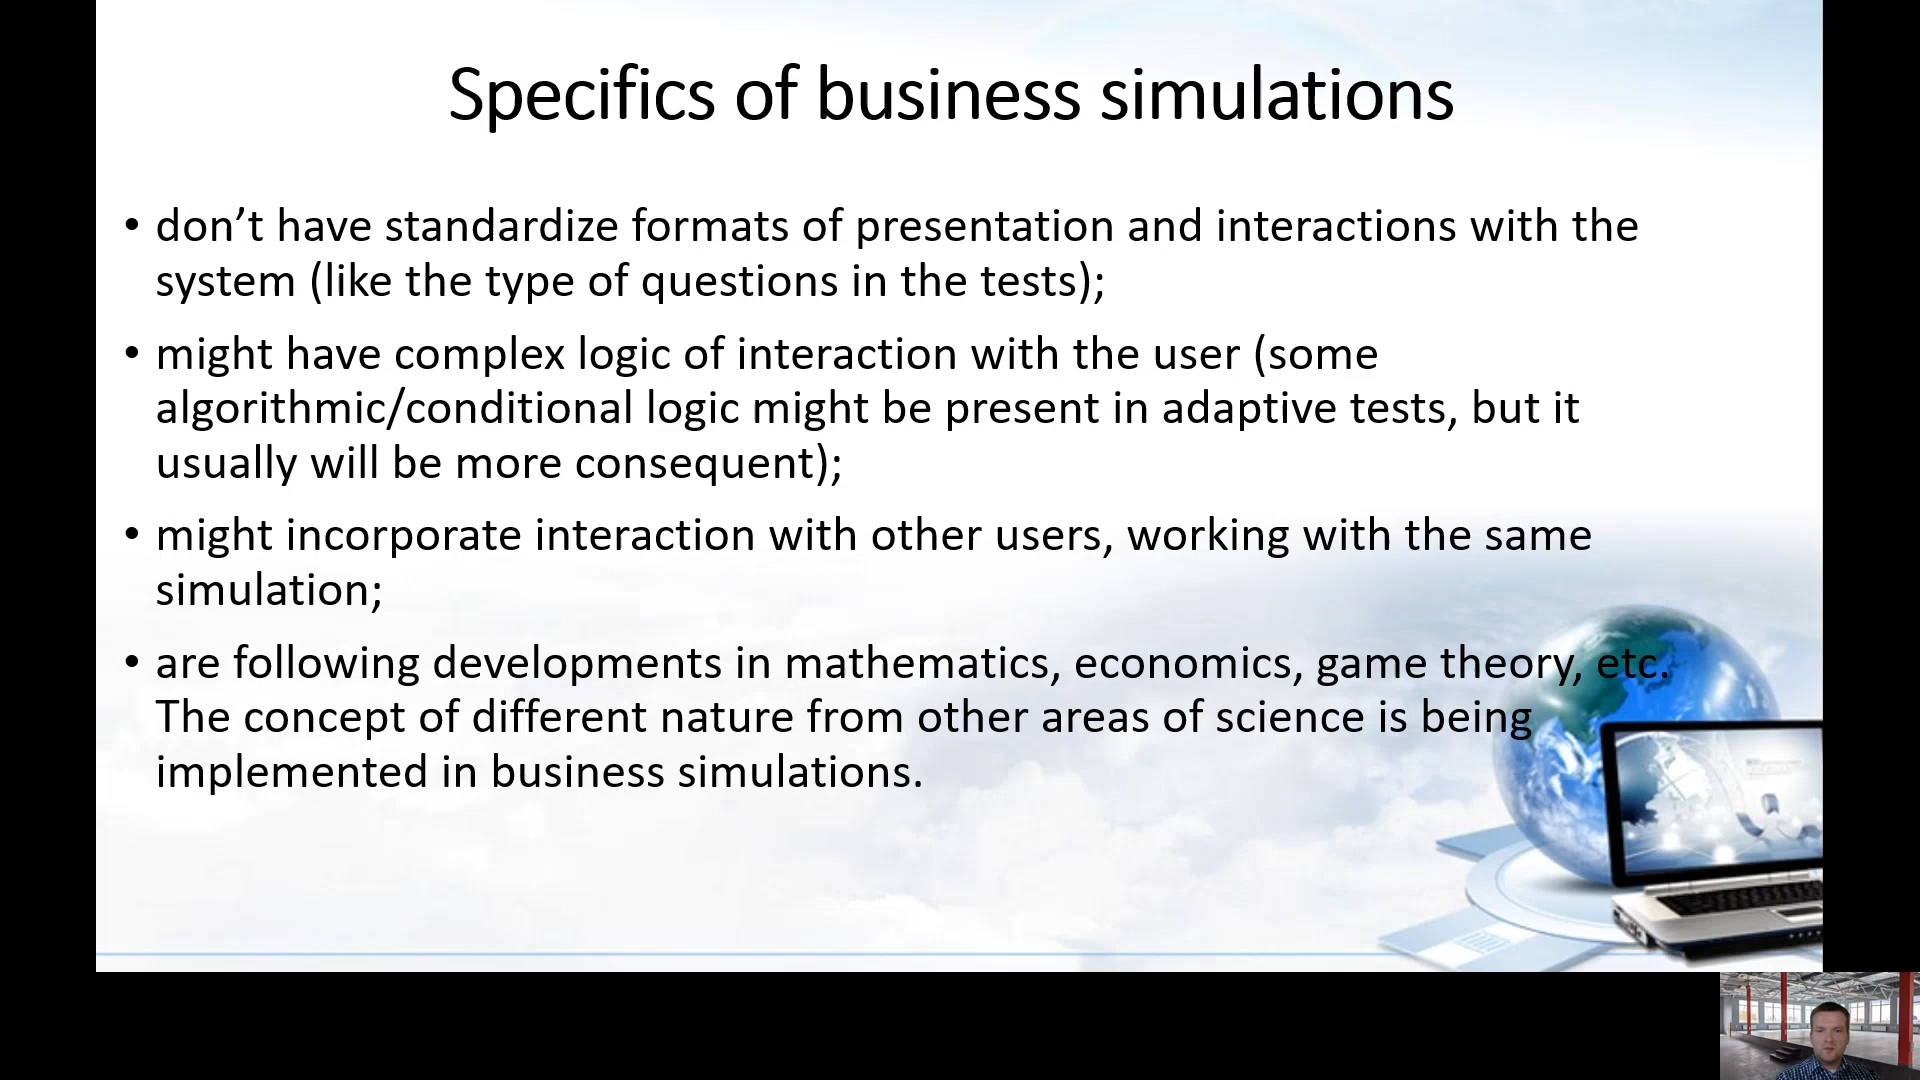 Specifics of business simulations
• don’t have standardize formats of presentation and interactions with the
system (like the type of questions in the tests);
• might have complex logic of interaction with the user (some
algorithmic/conditional logic might be present in adaptive tests, but it
usually will be more consequent);
• might incorporate interaction with other users, working with the same
simulation;
• are following developments in mathematics, economics, game theory, etc.
The concept of different nature from other areas of science is being
implemented in business simulations.